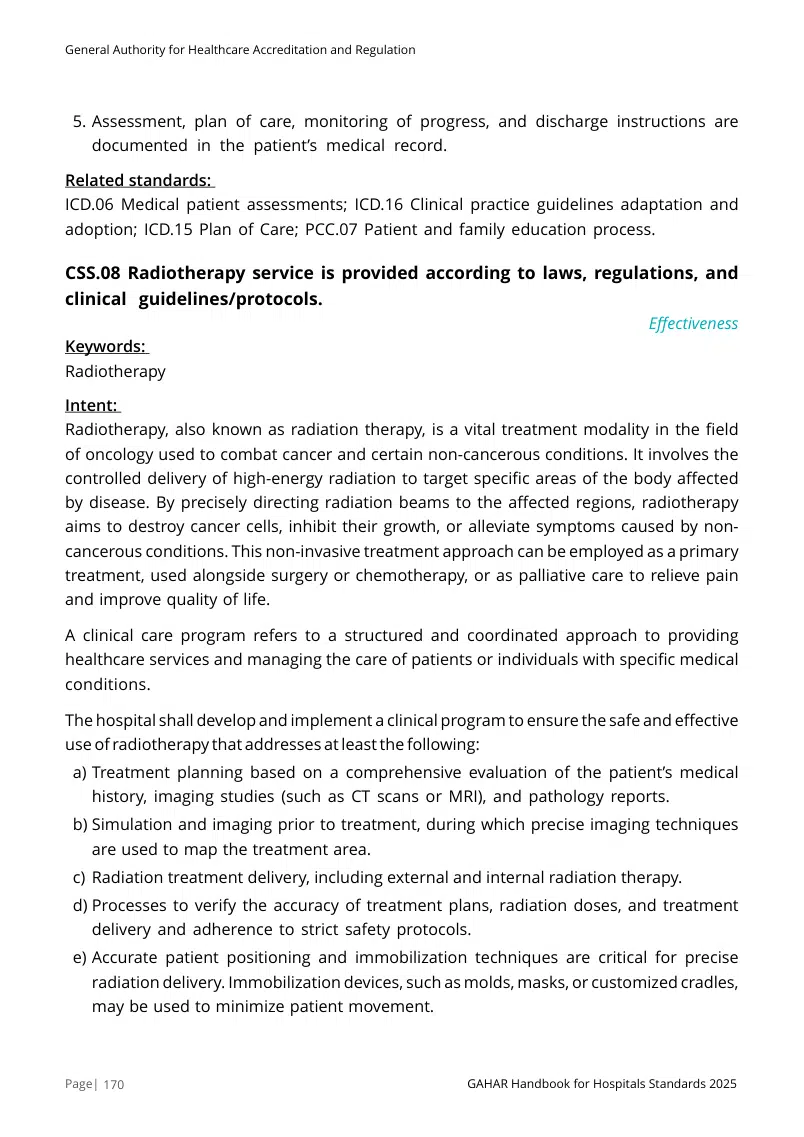 General Authority for Healthcare Accreditation and Regulation
5. Assessment, plan of care, monitoring of progress, and discharge instructions are
documented in the patient’s medical record.
Related standards:
ICD.06 Medical patient assessments; ICD.16 Clinical practice guidelines adaptation and
adoption; ICD.15 Plan of Care; PCC.07 Patient and family education process.
CSS.08 Radiotherapy service is provided according to laws, regulations, and
clinical guidelines/protocols.
Effectiveness
Keywords:
Radiotherapy
Intent:
Radiotherapy, also known as radiation therapy, is a vital treatment modality in the field
of oncology used to combat cancer and certain non-cancerous conditions. It involves the
controlled delivery of high-energy radiation to target specific areas of the body affected
by disease. By precisely directing radiation beams to the affected regions, radiotherapy
aims to destroy cancer cells, inhibit their growth, or alleviate symptoms caused by non-
cancerous conditions. This non-invasive treatment approach can be employed as a primary
treatment, used alongside surgery or chemotherapy, or as palliative care to relieve pain
and improve quality of life.
A clinical care program refers to a structured and coordinated approach to providing
healthcare services and managing the care of patients or individuals with specific medical
conditions.
The hospital shall develop and implement a clinical program to ensure the safe and effective
use of radiotherapy that addresses at least the following:
a) Treatment planning based on a comprehensive evaluation of the patient’s medical
history, imaging studies (such as CT scans or MRI), and pathology reports.
b) Simulation and imaging prior to treatment, during which precise imaging techniques
are used to map the treatment area.
c) Radiation treatment delivery, including external and internal radiation therapy.
d) Processes to verify the accuracy of treatment plans, radiation doses, and treatment
delivery and adherence to strict safety protocols.
e) Accurate patient positioning and immobilization techniques are critical for precise
radiation delivery. Immobilization devices, such as molds, masks, or customized cradles,
may be used to minimize patient movement.
Page| 170
GAHAR Handbook for Hospitals Standards 2025